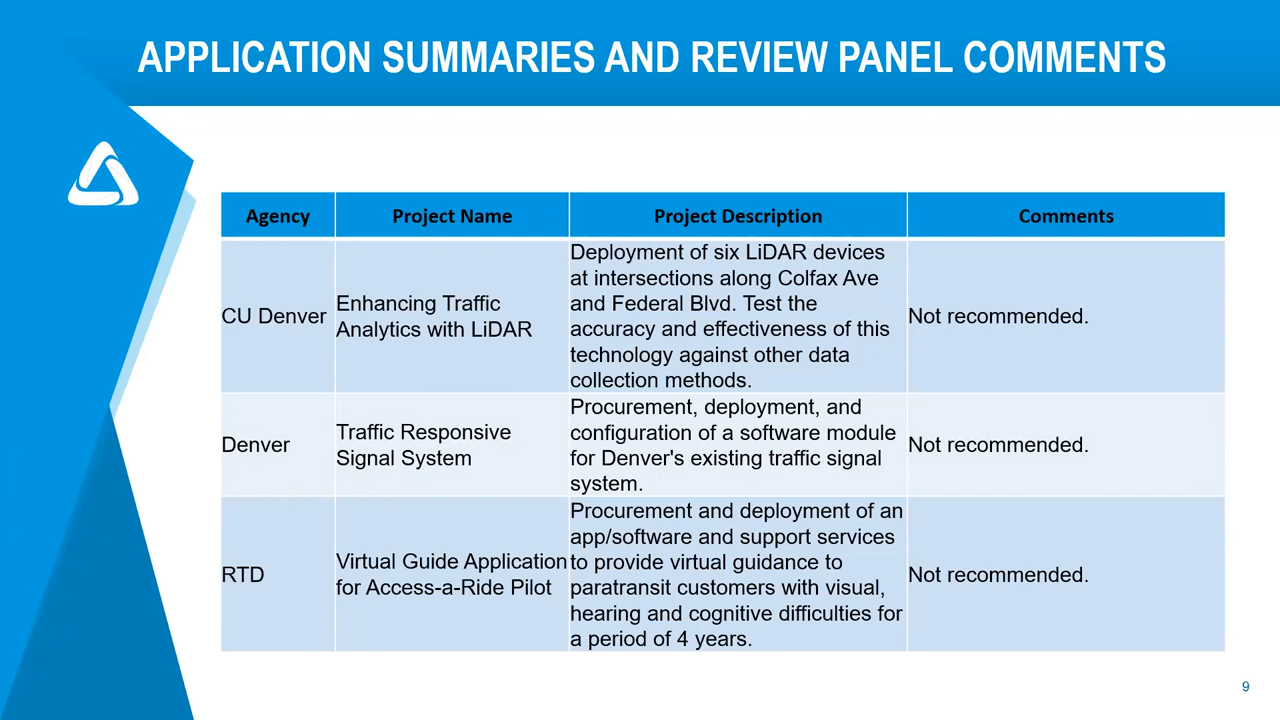 APPLICATION SUMMARIES AND REVIEW PANEL COMMENTS
Agency
Project Name
Project Description
Comments
CU Denver
Enhancing Traffic
Analytics with LiDAR
Deployment of six LiDAR devices
at intersections along Colfax Ave
and Federal Blvd. Test the
accuracy and effectiveness of this
technology against other data
collection methods.
Not recommended.
Denver
Traffic Responsive
Signal System
Procurement, deployment, and
configuration of a software module
for Denver's existing traffic signal
system.
Not recommended.
RTD
Virtual Guide Application
for Access-a-Ride Pilot
Procurement and deployment of an
app/software and support services
to provide virtual guidance to
paratransit customers with visual,
hearing and cognitive difficulties for
a period of 4 years.
Not recommended.
9